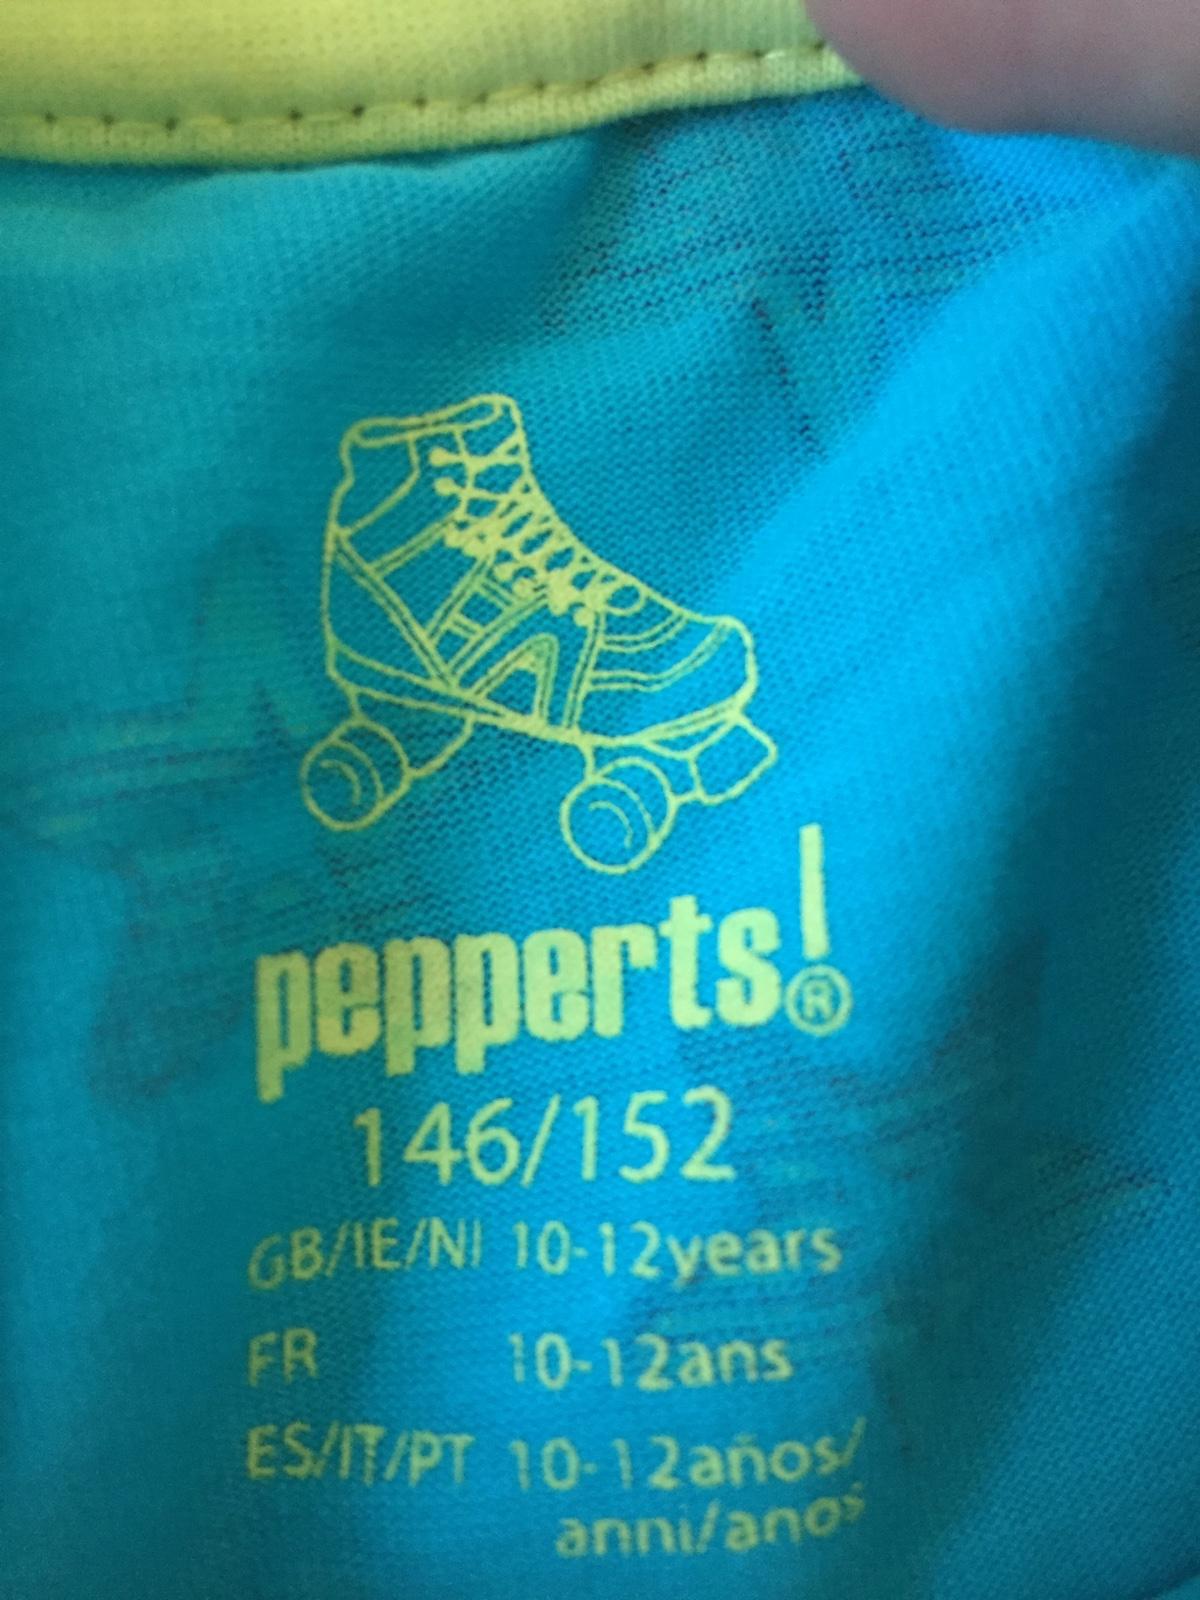 pepperts!®
146/152
GB/IE/NI 10-12years
FR 10-12ans
ES/IT/PT 10-12años/
anni/anos